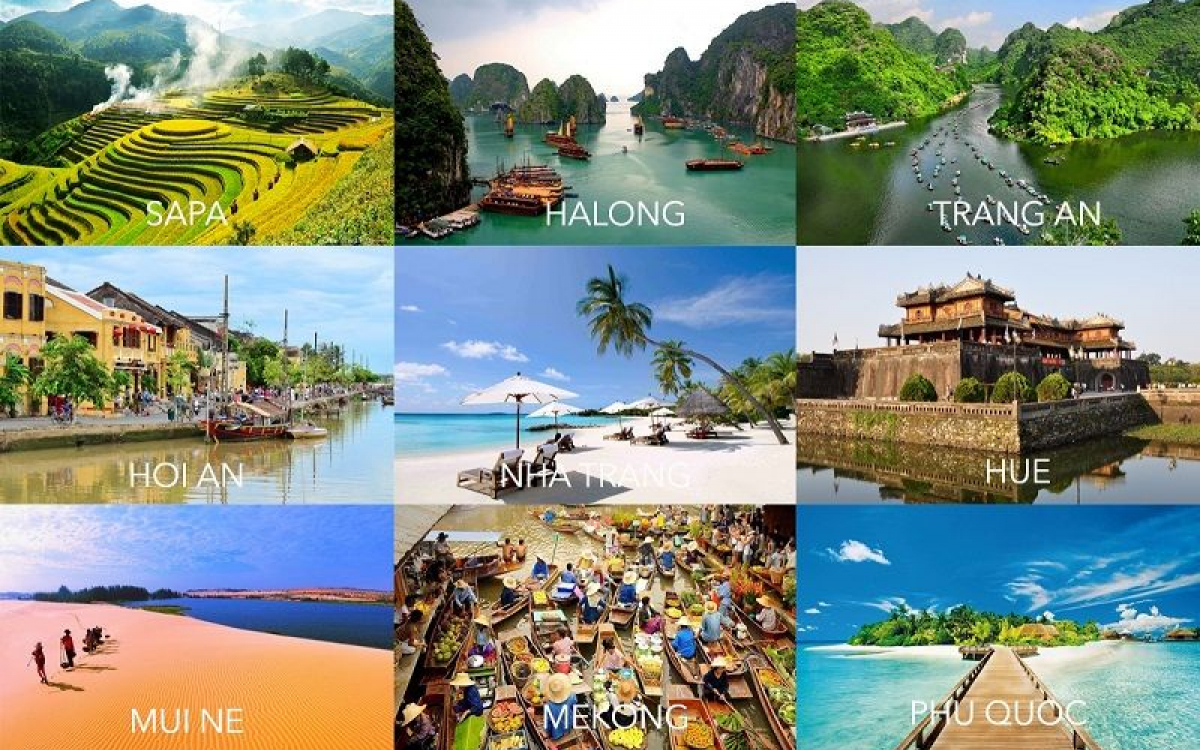 SAPA
HALONG
TRANG AN
HOI AN
NHA TRANG
HUE
MUI NE
MEKONG
PHU QUOC